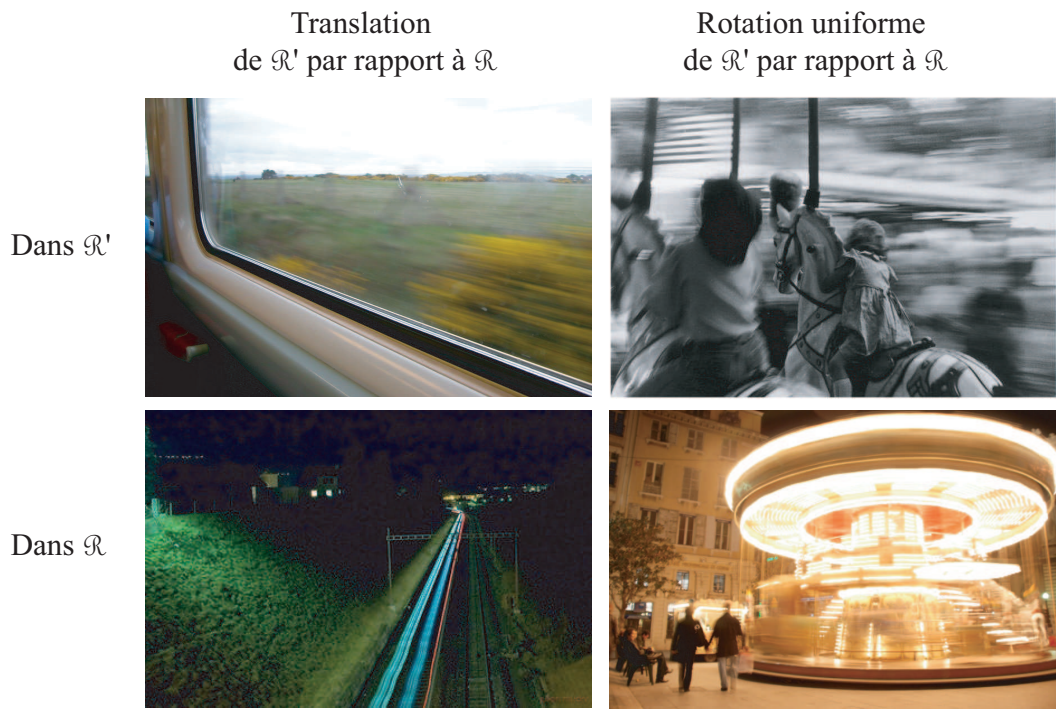 Translation
de ℛ' par rapport à ℛ
Rotation uniforme
de ℛ' par rapport à ℛ
Dans ℛ'
Dans ℛ